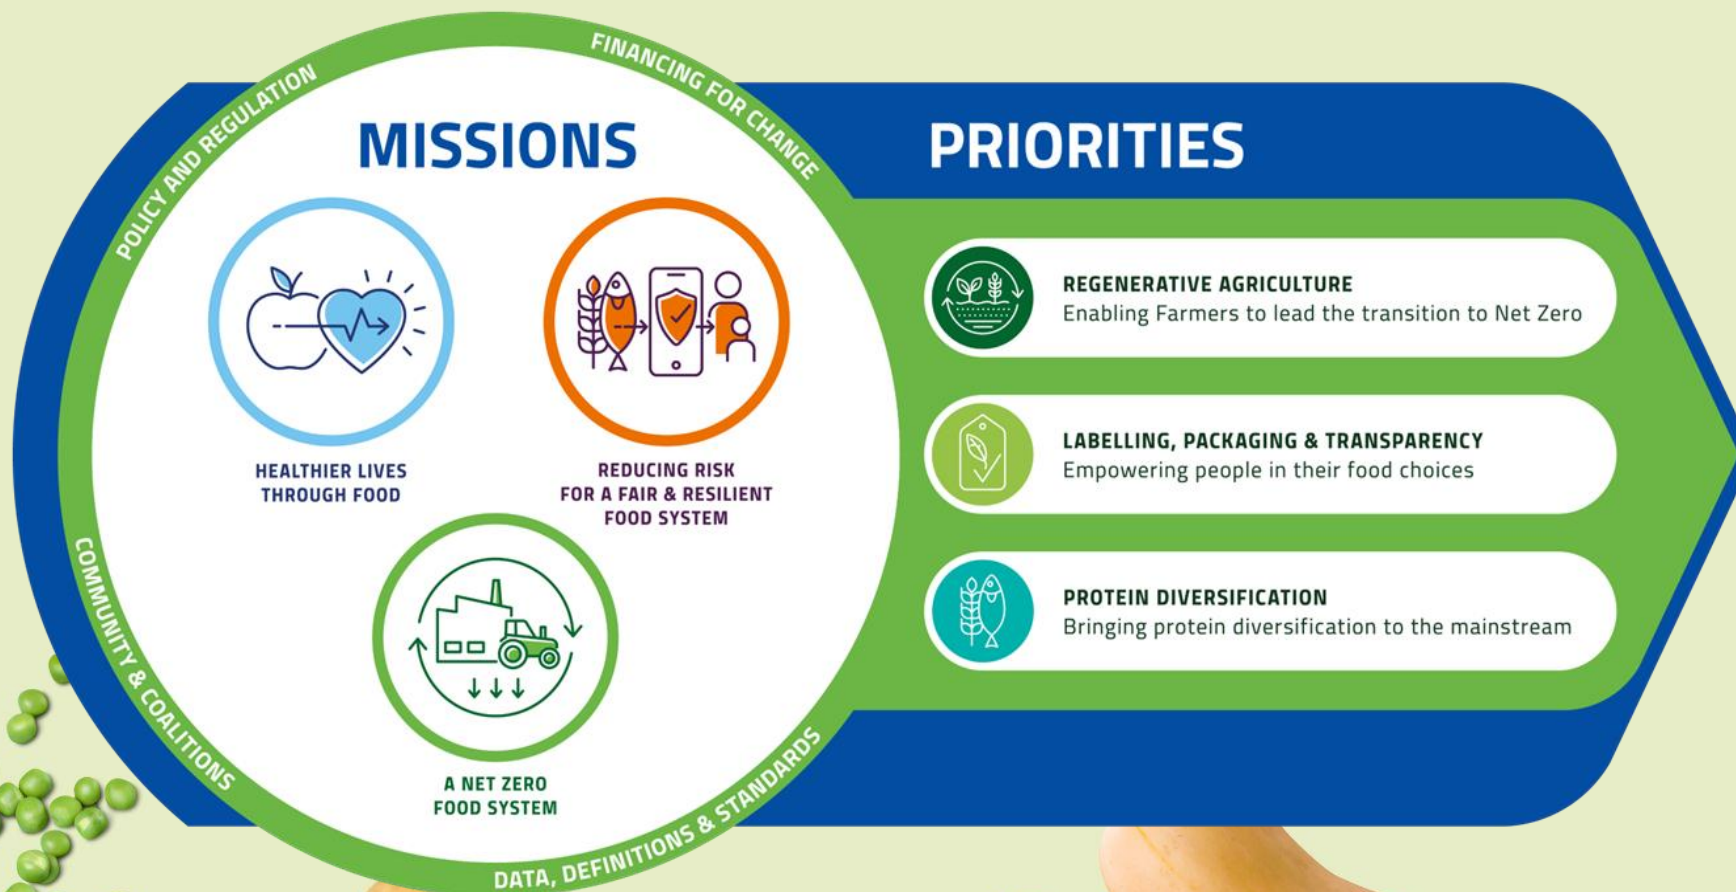 POLICY AND REGULATION
FINANCING FOR CHANGE
MISSIONS
HEALTHIER LIVES
THROUGH FOOD
REDUCING RISK
FOR A FAIR & RESILIENT
FOOD SYSTEM
A NET ZERO
FOOD SYSTEM
COMMUNITY & COALITIONS
DATA, DEFINITIONS & STANDARDS
PRIORITIES
REGENERATIVE AGRICULTURE
Enabling Farmers to lead the transition to Net Zero
LABELLING, PACKAGING & TRANSPARENCY
Empowering people in their food choices
PROTEIN DIVERSIFICATION
Bringing protein diversification to the mainstream